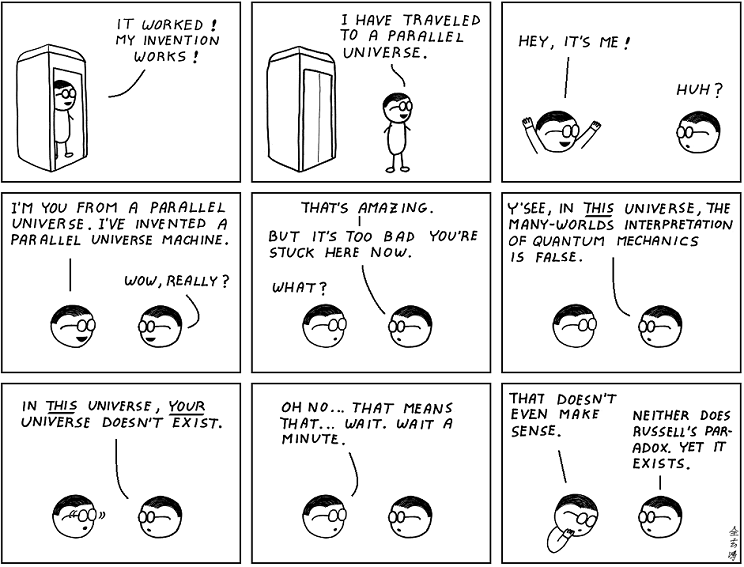 IT WORKED!
MY INVENTION
WORKS!
I HAVE TRAVELED
TO A PARALLEL
UNIVERSE.
HEY, IT'S ME!
HUH?
I'M YOU FROM A PARALLEL
UNIVERSE. I'VE INVENTED A
PARALLEL UNIVERSE MACHINE.
WOW, REALLY?
THAT'S AMAZING.
BUT IT'S TOO BAD YOU'RE
STUCK HERE NOW.
WHAT?
Y'SEE, IN THIS UNIVERSE, THE
MANY-WORLDS INTERPRETATION
OF QUANTUM MECHANICS
IS FALSE.
IN THIS UNIVERSE, YOUR
UNIVERSE DOESN'T EXIST.
OH NO... THAT MEANS
THAT... WAIT. WAIT A
MINUTE.
THAT DOESN'T
EVEN MAKE
SENSE.
NEITHER DOES
RUSSELL'S PAR-
ADOX. YET IT
EXISTS.